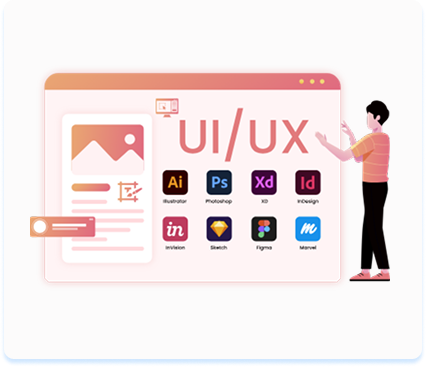 UI/UX
Ai Ps Xd Id
Illustrator Photoshop XD InDesign
in
InVision Sketch Figma Marvel